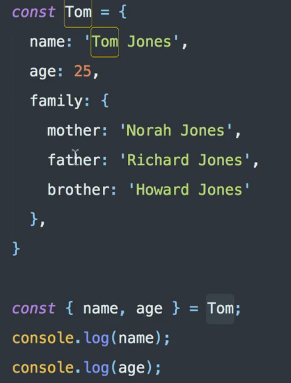 const Tom = {
name: 'Tom Jones',
age: 25,
family: {
mother: 'Norah Jones',
father: 'Richard Jones',
brother: 'Howard Jones'
},
}
const { name, age } = Tom;
console.log(name);
console.log(age);